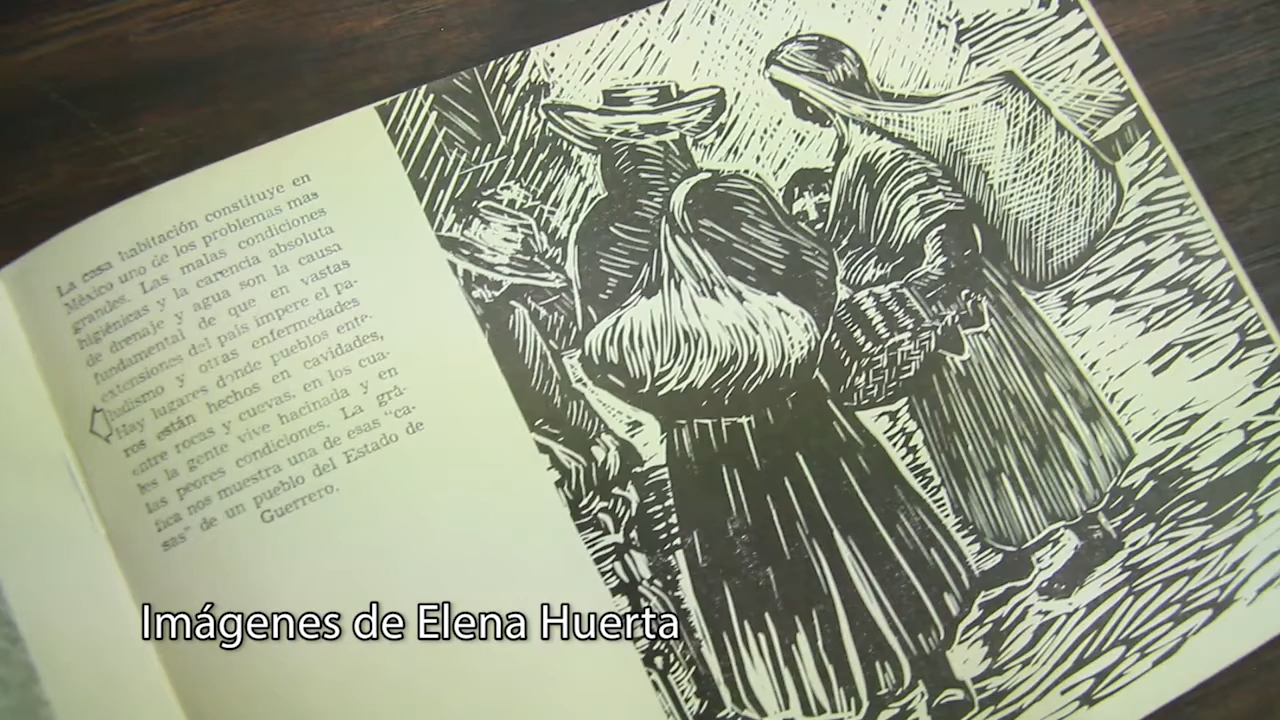 La casa habitación constituye en
México uno de los problemas mas
grandes. Las malas condiciones
higiénicas y la carencia absoluta
de drenaje y agua son la causa
fundamental de que en vastas
extensiones del país impere el pa-
ludismo y otras enfermedades
Hay lugares donde pueblos ente-
ros están hechos en cavidades,
entre rocas y cuevas, en los cua-
les la gente vive hacinada y en
las peores condiciones. La grá-
fica nos muestra una de esas "ca-
sas" de un pueblo del Estado de
Guerrero.
Imágenes de Elena Huerta